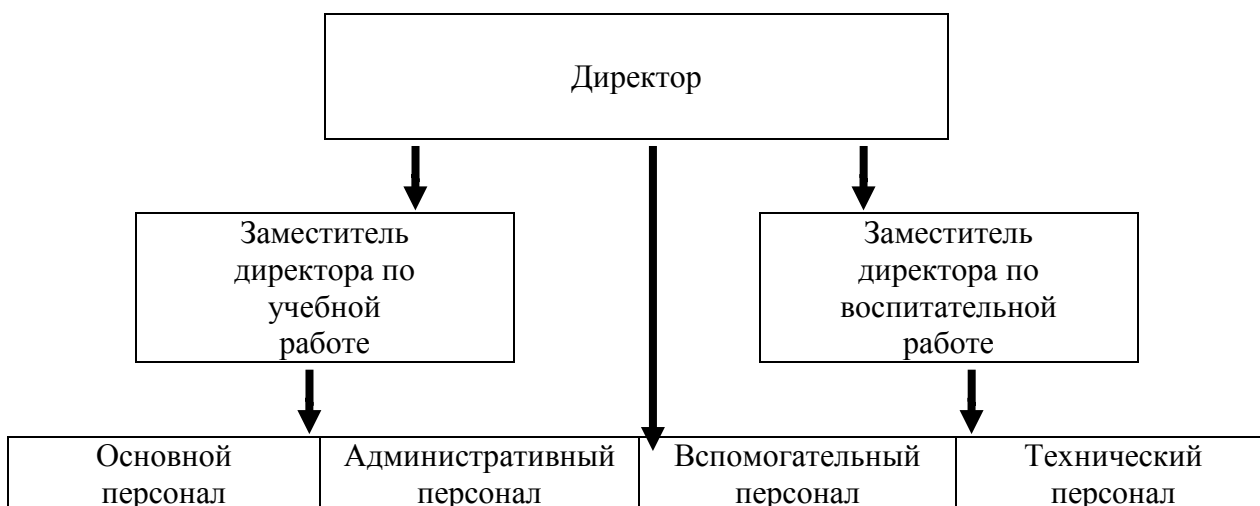 Директор
Заместитель
директора по
учебной
работе
Заместитель
директора по
воспитательной
работе
Основной
персонал
Административный
персонал
Вспомогательный
персонал
Технический
персонал